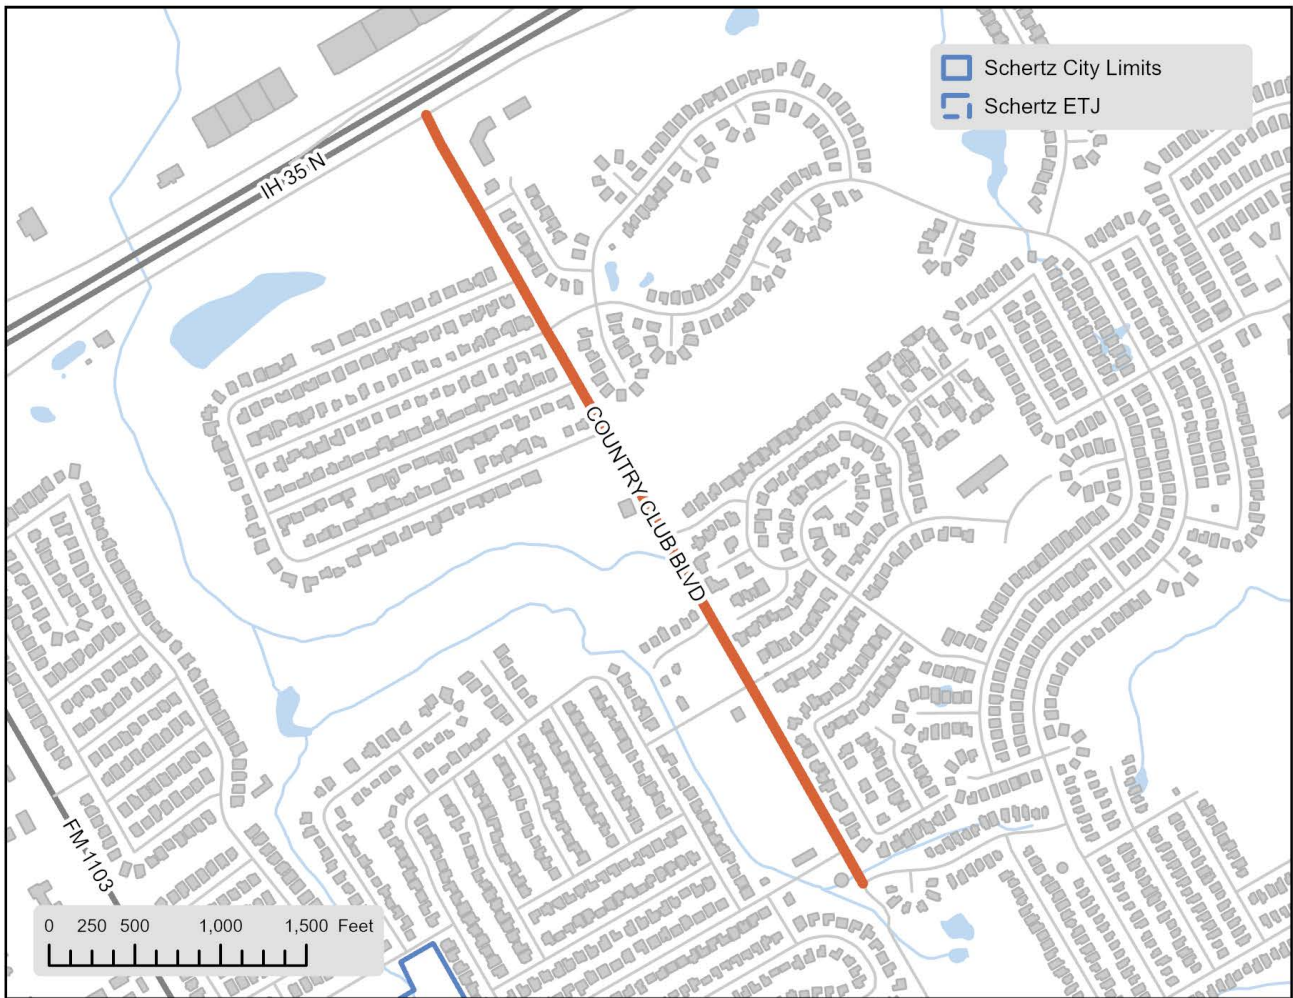 Schertz City Limits
Schertz ETJ
IH 35 N
COUNTRY CLUB BLVD
FM 1103
0 250 500 1,000 1,500 Feet